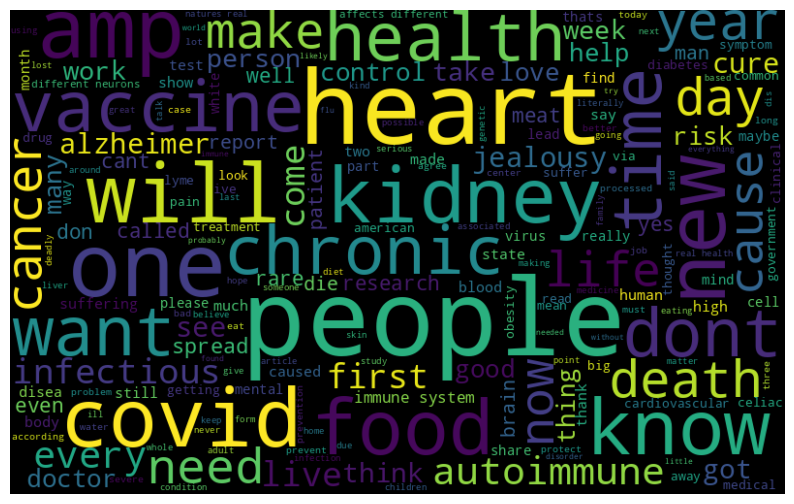 amp
make
health
year
natures real
affects different
thats
today
week
world
lot
symptom
next
using
likely
person
help
man
work
different neurons
test
well
control
take
love
find
diabetes
cure
month
show
lost
vaccine
heart
day
based
common
great
case
white
kind
try
literally
talk
flu
say
dis
long
drug
possible
genetic
going
better
risk
maybe
alzheimer
report
meat
lead
everything
cancer
many
way
cant
two
made
jealousy
via
time
new
cause
around
lyme
look
live
part
serious
agree
suffer
center
processed
said
clinical
will
come
patient
kidney
family
government
pain
last
deadly
don
called
treatment
american
associated
yes
probably
virus
really
job
real health
one
chronic
state
making
life
thought
mind
liver
hope
diet
rare
die
research
blood
mean
medicine
human
cell
suffering
please
much
someone
obesity
read
must
eating
high
bad
believe
eat
want
see
people
skin
needed
without
dont
spread
found
article
study
point
matter
three
infectious
caused
give
first
good
big
death
disea
problem
still
getting
mental
immune system
brain
now
thing
thank
cardiovascular
celiac
even
ill
keep
form
body
water
never
prevention
covid
food
know
according
whole
adult
home
prevent
due
share
protect
every
need
infection
live
think
autoimmune
away
little
got
doctor
condition
children
disorder
medical